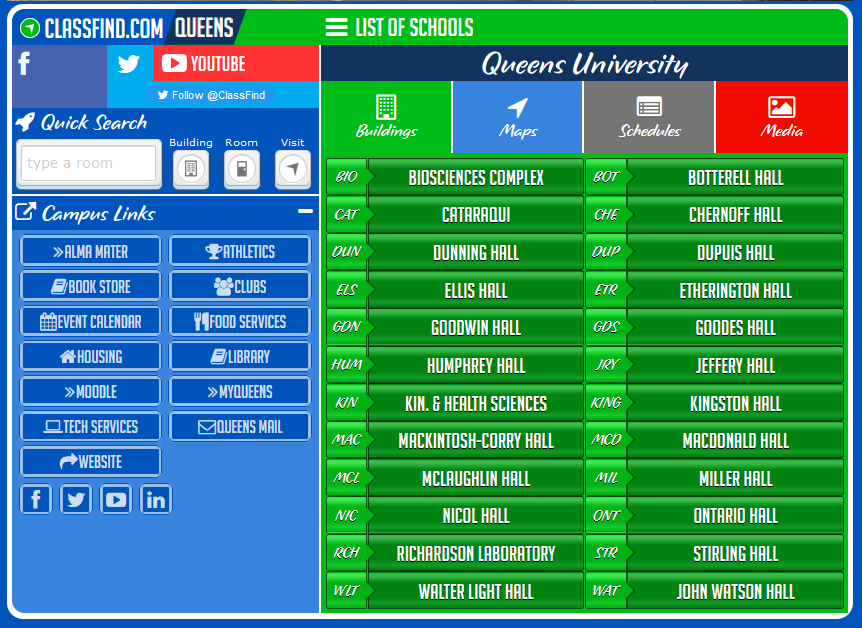 CLASSFIND.COM QUEENS
LIST OF SCHOOLS
YOUTUBE
Follow @ClassFind
Quick Search
Building Room Visit
type a room
Campus Links
ALMA MATER ATHLETICS
BOOK STORE CLUBS
EVENT CALENDAR FOOD SERVICES
HOUSING LIBRARY
MOODLE MYQUEENS
TECH SERVICES QUEENS MAIL
WEBSITE
Queens University
Buildings Maps Schedules Media
BIO BIOSCIENCES COMPLEX BOT BOTTERELL HALL
CAT CATARAQUI CHE CHERNOFF HALL
DUN DUNNING HALL DUP DUPUIS HALL
ELS ELLIS HALL ETR ETHERINGTON HALL
GDN GOODWIN HALL GDS GOODES HALL
HUM HUMPHREY HALL JRY JEFFERY HALL
KIN KIN. & HEALTH SCIENCES KING KINGSTON HALL
MAC MACKINTOSH-CORRY HALL MCD MACDONALD HALL
MCL MCLAUGHLIN HALL MIL MILLER HALL
NIC NICOL HALL ONT ONTARIO HALL
RCH RICHARDSON LABORATORY STR STIRLING HALL
WLT WALTER LIGHT HALL WAT JOHN WATSON HALL